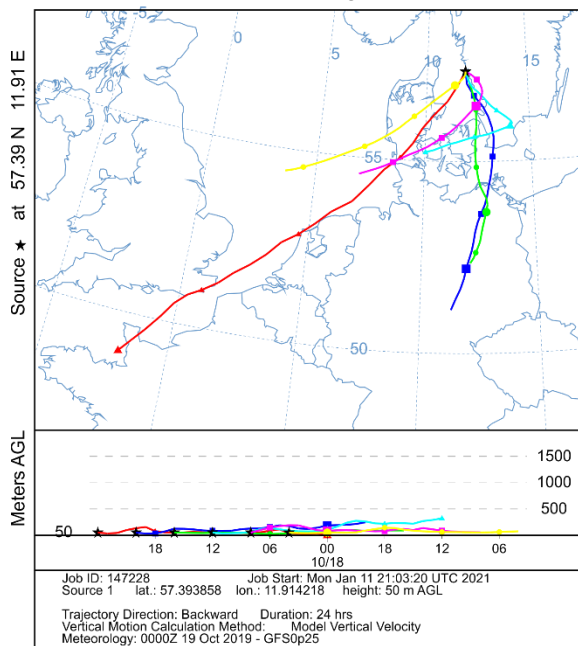 -5
0
5
10
15
55
50
Source ★ at 57.39 N 11.91 E
Meters AGL
1500
1000
500
50
18 12 06 00 18 12 06
10/18
Job ID: 147228 Job Start: Mon Jan 11 21:03:20 UTC 2021
Source 1 lat.: 57.393858 lon.: 11.914218 height: 50 m AGL
Trajectory Direction: Backward Duration: 24 hrs
Vertical Motion Calculation Method: Model Vertical Velocity
Meteorology: 0000Z 19 Oct 2019 - GFS0p25